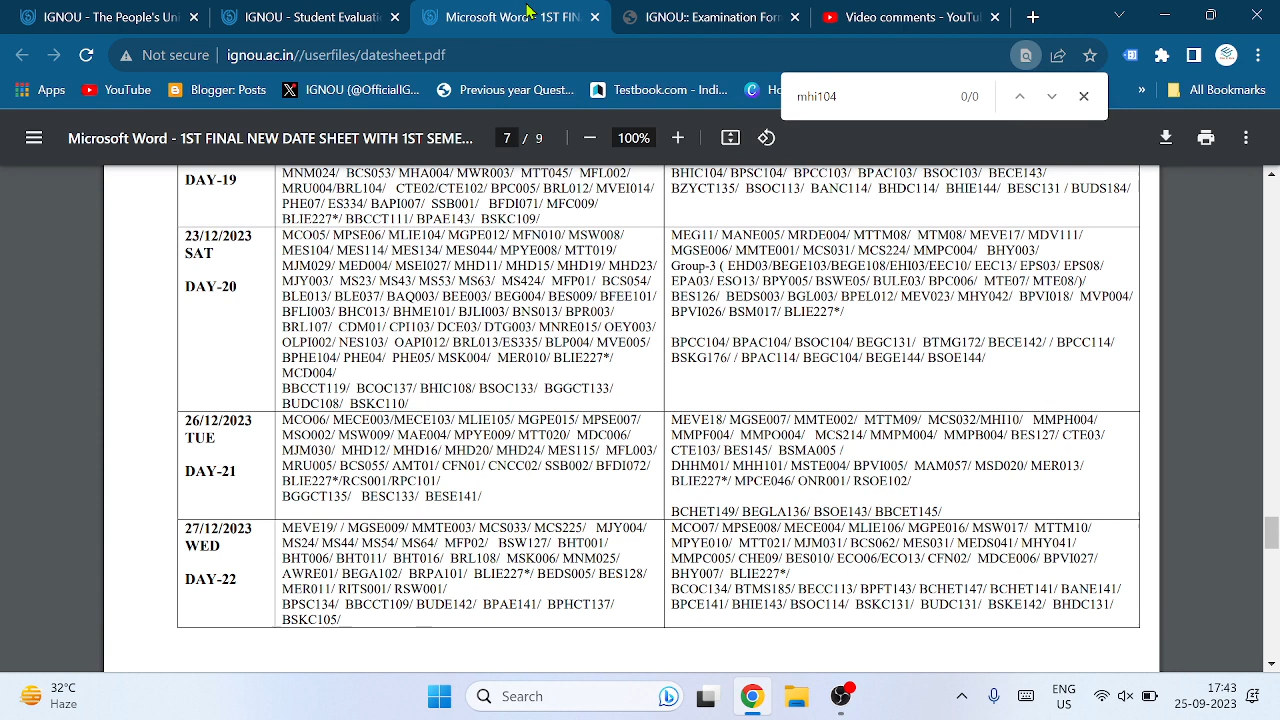 IGNOU - The People's Uni
IGNOU - Student Evaluati
Microsoft Word - 1ST FIN
IGNOU:: Examination Form
Video comments - YouTu
Not secure
ignou.ac.in//userfiles/datesheet.pdf
Apps
YouTube
Blogger: Posts
IGNOU (@OfficialG...
Previous year Quest...
Testbook.com - Indi...
Ho
» All Bookmarks
mhi104 0/0
Microsoft Word - 1ST FINAL NEW DATE SHEET WITH 1ST SEME...
7 / 9
100%
DAY-19
MNM024/ BCS053/ MHA004/ MWR003/ MTT045/ MFL002/
MRU004/BRL104/ CTE02/CTE102/ BPC005/ BRL012/ MVEI014/
PHE07/ ES334/ BAPI007/ SSB001/ BFDI071/ MFC009/
BLIE227*/ BBCCT111/ BPAE143/ BSKC109/
BHIC104/ BPSC104/ BPCC103/ BPAC103/ BSOC103/ BECE143/
BZYCT135/ BSOC113/ BANC114/ BHDC114/ BHIE144/ BESC131 / BUDS184/
23/12/2023
SAT
DAY-20
MCO05/ MPSE06/ MLIE104/ MGPE012/ MFN010/ MSW008/
MES104/ MES114/ MES134/ MES044/ MPYE008/ MTT019/
MJM029/ MED004/ MSEI027/ MHD11/ MHD15/ MHD19/ MHD23/
MJY003/ MS23/ MS43/ MS53/ MS63/ MS424/ MFP01/ BCS054/
BLE013/ BLE037/ BAQ003/ BEE003/ BEG004/ BES009/ BFEE101/
BFLI003/ BHC013/ BHME101/ BJLI003/ BNS013/ BPR003/
BRL107/ CDM01/ CPI103/ DCE03/ DTG003/ MNRE015/ OEY003/
OLPI002/ NES103/ OAPI012/ BRL013/ES335/ BLP004/ MVE005/
BPHE104/ PHE04/ PHE05/ MSK004/ MER010/ BLIE227*/
MCD004/
BBCCT119/ BCOC137/ BHIC108/ BSOC133/ BGGCT133/
BUDC108/ BSKC110/
MEG11/ MANE005/ MRDE004/ MTTM08/ MTM08/ MEVE17/ MDV111/
MGSE006/ MMTE001/ MCS031/ MCS224/ MMPC004/ BHY003/
Group-3 ( EHD03/BEGE103/BEGE108/EHI03/EEC10/ EEC13/ EPS03/ EPS08/
EPA03/ ESO13/ BPY005/ BSWE05/ BULE03/ BPC006/ MTE07/ MTE08/)/
BES126/ BEDS003/ BGL003/ BPEL012/ MEV023/ MHY042/ BPVI018/ MVP004/
BPVI026/ BSM017/ BLIE227*/
BPCC104/ BPAC104/ BSOC104/ BEGC131/ BTMG172/ BECE142/ / BPCC114/
BSKG176/ / BPAC114/ BEGC104/ BEGE144/ BSOE144/
26/12/2023
TUE
DAY-21
MCO06/ MECE003/MECE103/ MLIE105/ MGPE015/ MPSE007/
MSO002/ MSW009/ MAE004/ MPYE009/ MTT020/ MDC006/
MJM030/ MHD12/ MHD16/ MHD20/ MHD24/ MES115/ MFL003/
MRU005/ BCS055/ AMT01/ CFN01/ CNCC02/ SSB002/ BFDI072/
BLIE227*/RCS001/RPC101/
BGGCT135/ BESC133/ BESE141/
MEVE18/ MGSE007/ MMTE002/ MTTM09/ MCS032/MHI10/ MMPH004/
MMPF004/ MMPO004/ MCS214/ MMPM004/ MMPB004/ BES127/ CTE03/
CTE103/ BES145/ BSMA005 /
DHHM01/ MHH101/ MSTE004/ BPVI005/ MAM057/ MSD020/ MER013/
BLIE227*/ MPCE046/ ONR001/ RSOE102/
BCHET149/ BEGLA136/ BSOE143/ BBCET145/
27/12/2023
WED
DAY-22
MEVE19/ / MGSE009/ MMTE003/ MCS033/ MCS225/ MJY004/
MS24/ MS44/ MS54/ MS64/ MFP02/ BSW127/ BHT001/
BHT006/ BHT011/ BHT016/ BRL108/ MSK006/ MNM025/
AWRE01/ BEGA102/ BRPA101/ BLIE227*/ BEDS005/ BES128/
MER011/ RITS001/ RSW001/
BPSC134/ BBCCT109/ BUDE142/ BPAE141/ BPHCT137/
BSKC105/
MCO07/ MPSE008/ MECE004/ MLIE106/ MGPE016/ MSW017/ MTTM10/
MPYE010/ MTT021/ MJM031/ BCS062/ MES031/ MEDS041/ MHY041/
MMPC005/ CHE09/ BES010/ ECO06/ECO13/ CFN02/ MDCE006/ BPVI027/
BHY007/ BLIE227*/
BCOC134/ BTMS185/ BECC113/ BPFT143/ BCHET147/ BCHET141/ BANE141/
BPCE141/ BHIE143/ BSOC114/ BSKC131/ BUDC131/ BSKE142/ BHDC131/
32°C
Haze
Search
ENG
US
17:43
25-09-2023